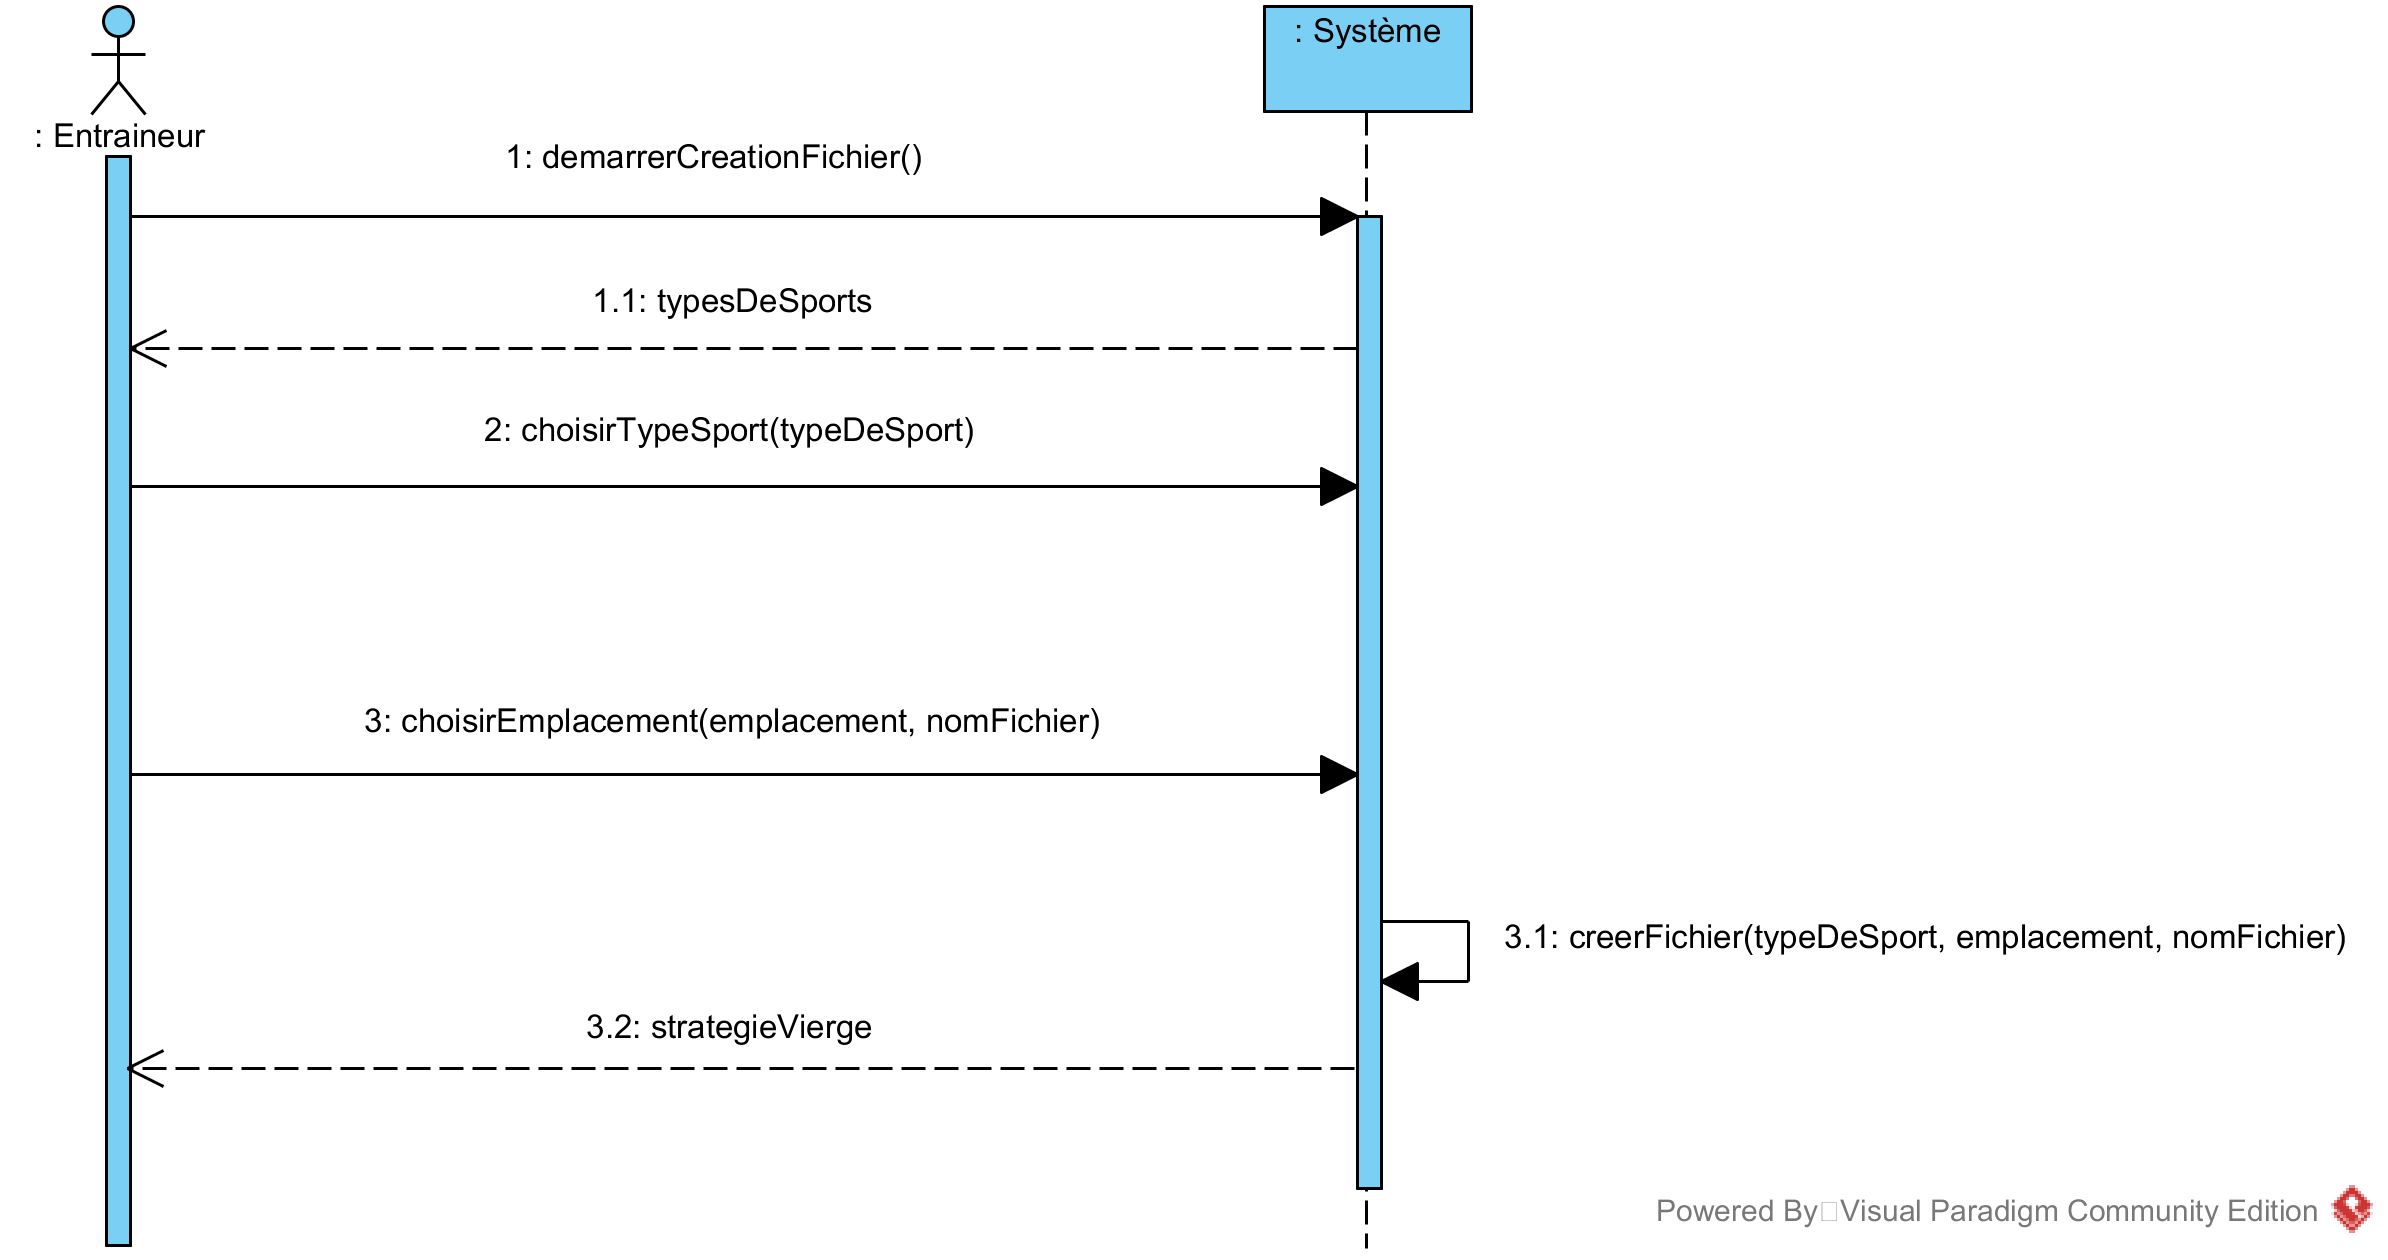 : Entraineur
: Système
1: demarrerCreationFichier()
1.1: typesDeSports
2: choisirTypeSport(typeDeSport)
3: choisirEmplacement(emplacement, nomFichier)
3.1: creerFichier(typeDeSport, emplacement, nomFichier)
3.2: strategieVierge
Powered By□Visual Paradigm Community Edition